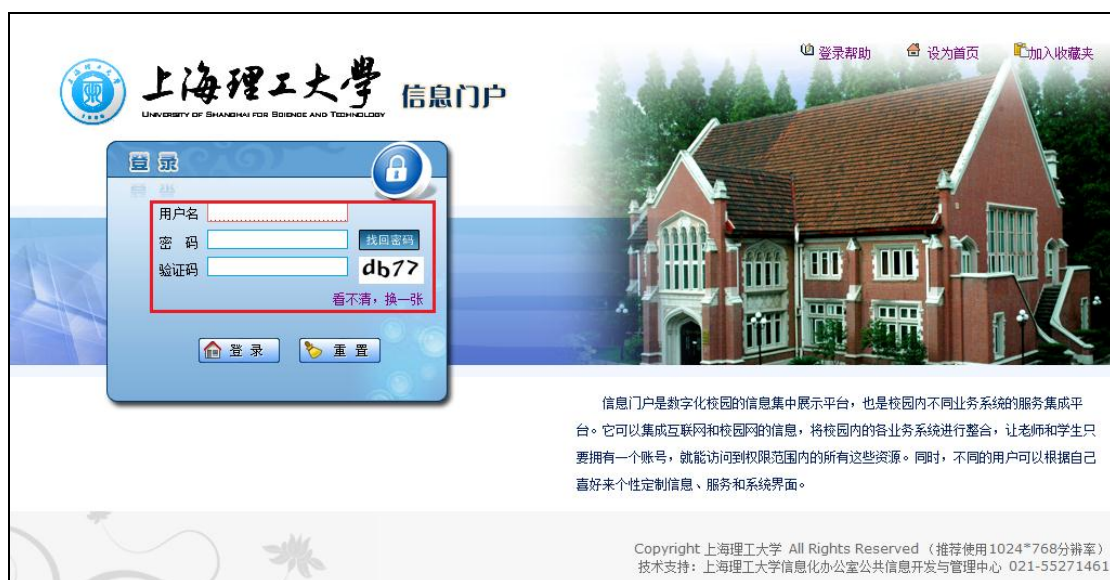 登录帮助 设为首页 加入收藏夹
上海理工大學 信息门户
UNIVERSITY OF SHANGHAI FOR SCIENCE AND TECHNOLOGY
登录
用户名
密 码 找回密码
验证码 db77
看不清，换一张
登 录 重 置
信息门户是数字化校园的信息集中展示平台，也是校园内不同业务系统的服务集成平
台。它可以集成互联网和校园网的信息，将校园内的各业务系统进行整合，让老师和学生只
要拥有一个账号，就能访问到权限范围内的所有这些资源。同时，不同的用户可以根据自己
喜好来个性定制信息、服务和系统界面。
Copyright 上海理工大学 All Rights Reserved （推荐使用1024*768分辨率）
技术支持：上海理工大学信息化办公室公共信息开发与管理中心 021-55271461